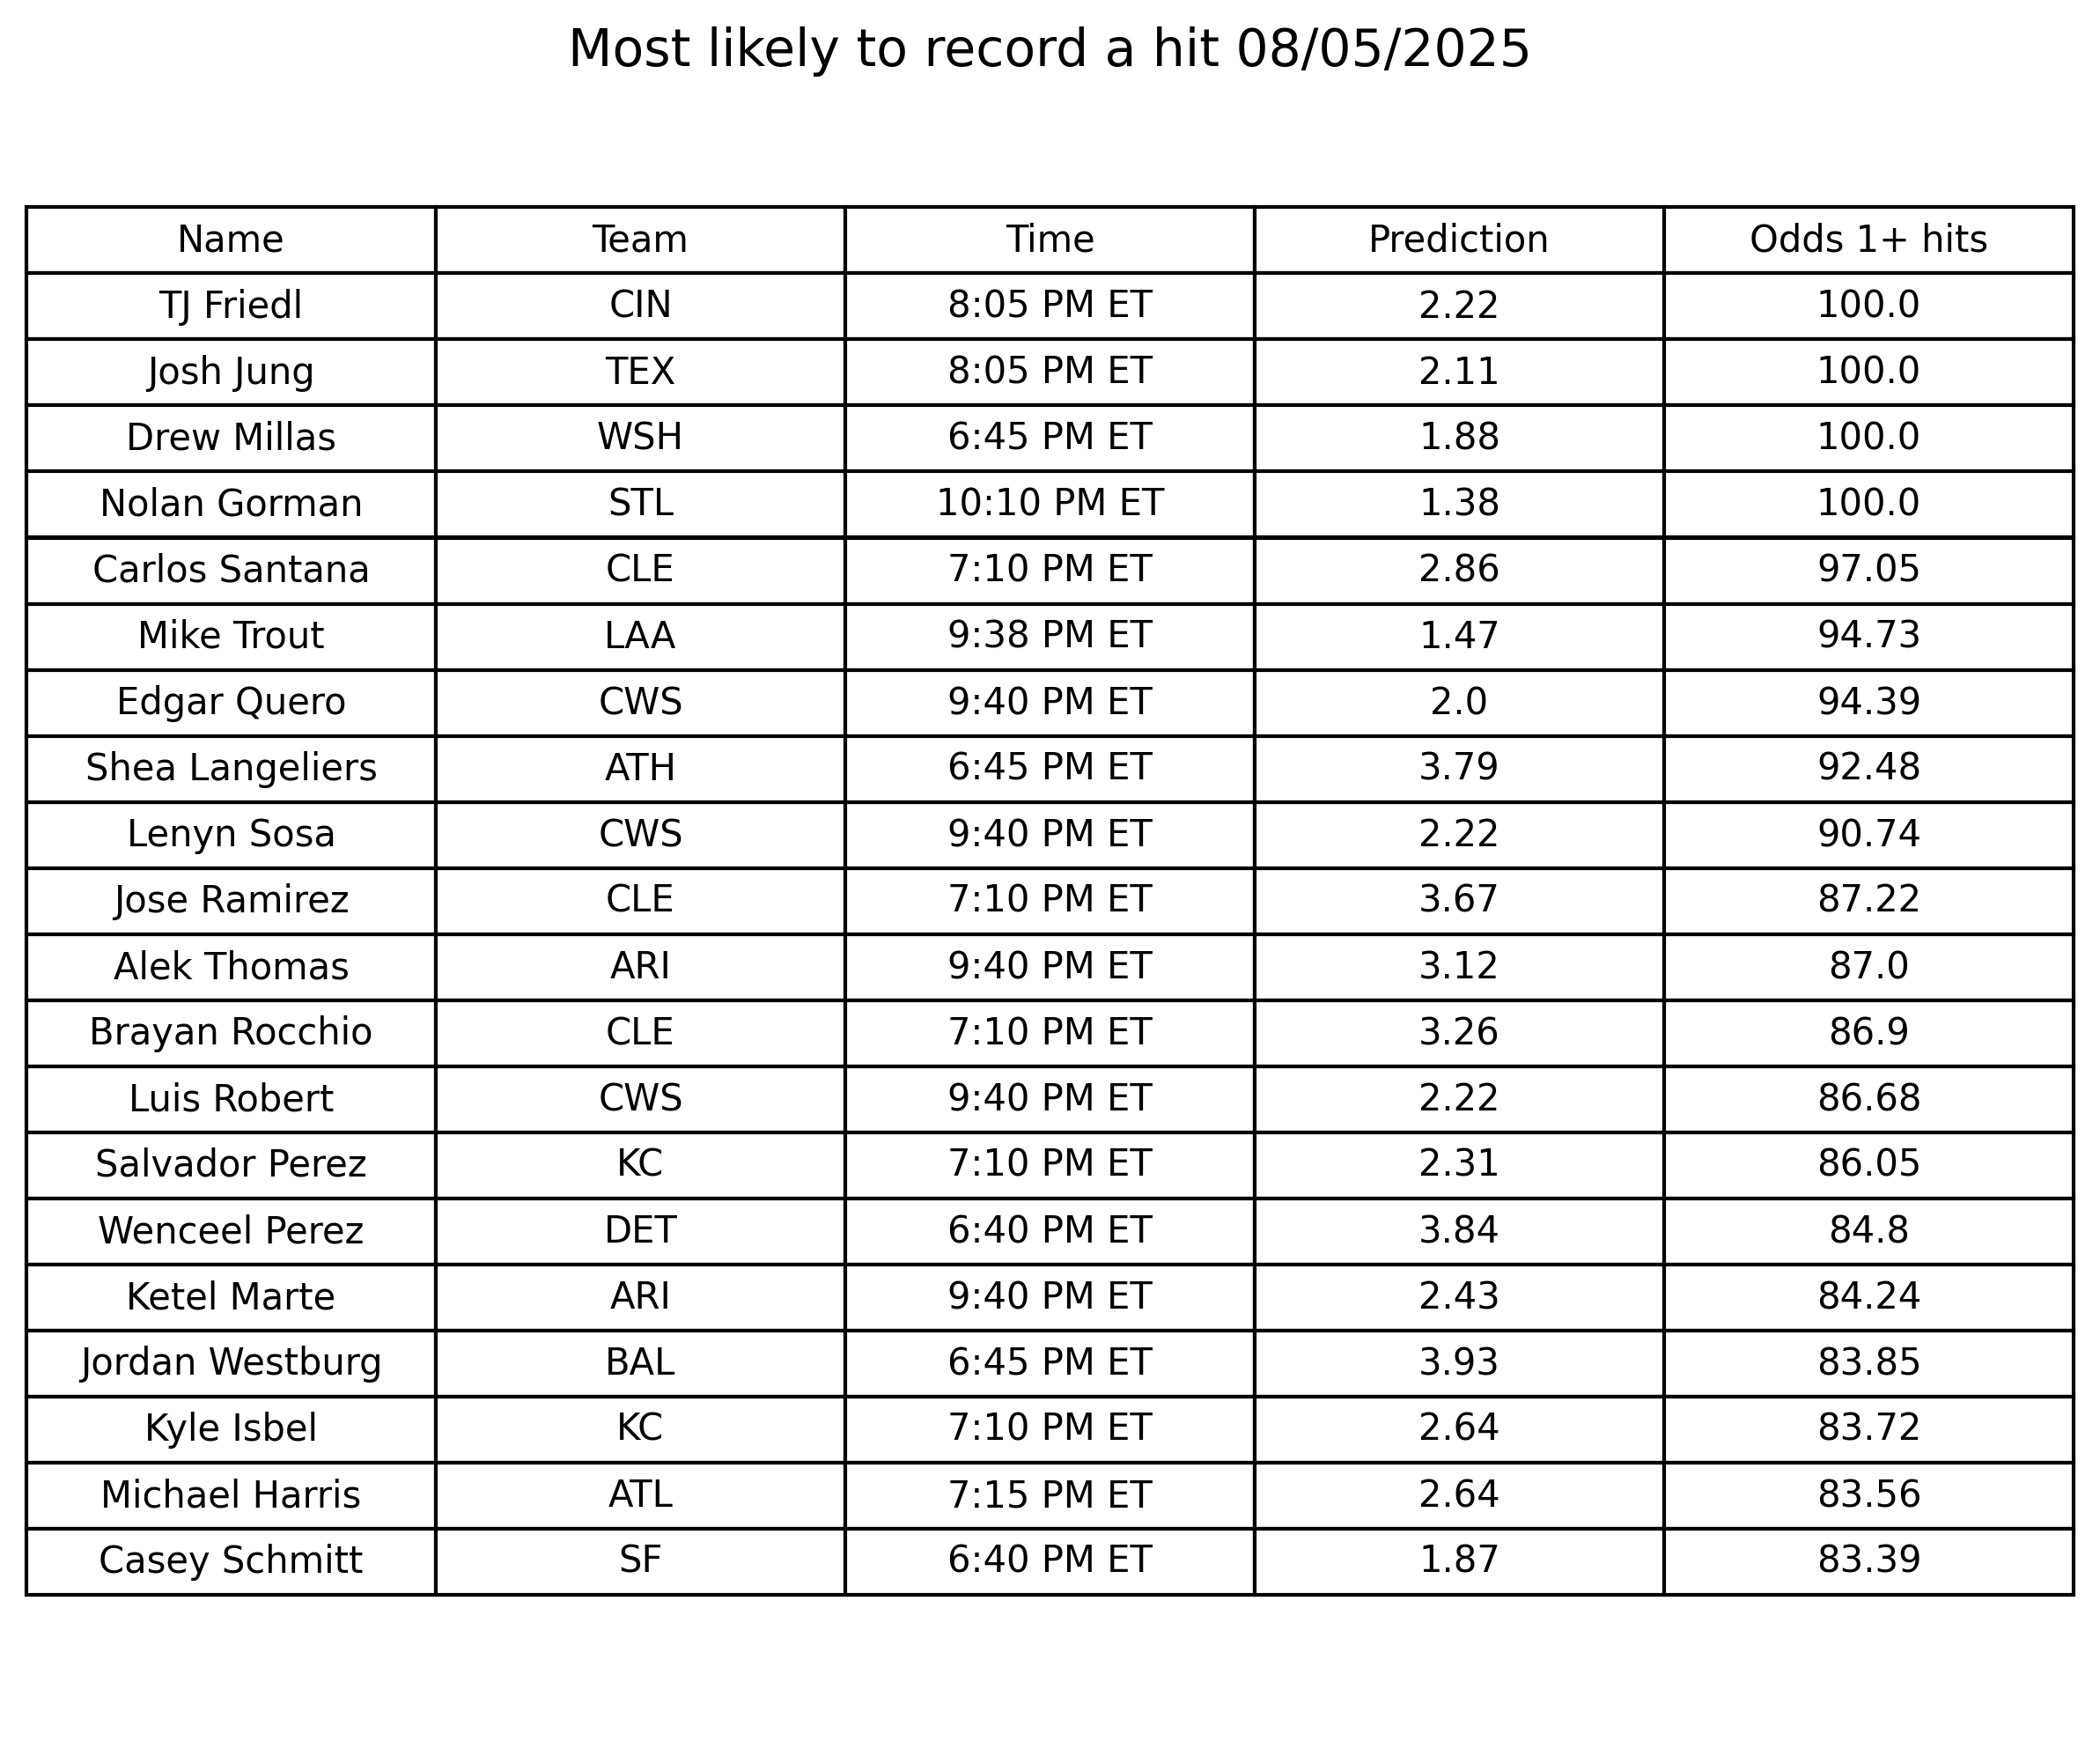 Most likely to record a hit 08/05/2025
Name Team Time Prediction Odds 1+ hits
TJ Friedl CIN 8:05 PM ET 2.22 100.0
Josh Jung TEX 8:05 PM ET 2.11 100.0
Drew Millas WSH 6:45 PM ET 1.88 100.0
Nolan Gorman STL 10:10 PM ET 1.38 100.0
Carlos Santana CLE 7:10 PM ET 2.86 97.05
Mike Trout LAA 9:38 PM ET 1.47 94.73
Edgar Quero CWS 9:40 PM ET 2.0 94.39
Shea Langeliers ATH 6:45 PM ET 3.79 92.48
Lenyn Sosa CWS 9:40 PM ET 2.22 90.74
Jose Ramirez CLE 7:10 PM ET 3.67 87.22
Alek Thomas ARI 9:40 PM ET 3.12 87.0
Brayan Rocchio CLE 7:10 PM ET 3.26 86.9
Luis Robert CWS 9:40 PM ET 2.22 86.68
Salvador Perez KC 7:10 PM ET 2.31 86.05
Wenceel Perez DET 6:40 PM ET 3.84 84.8
Ketel Marte ARI 9:40 PM ET 2.43 84.24
Jordan Westburg BAL 6:45 PM ET 3.93 83.85
Kyle Isbel KC 7:10 PM ET 2.64 83.72
Michael Harris ATL 7:15 PM ET 2.64 83.56
Casey Schmitt SF 6:40 PM ET 1.87 83.39